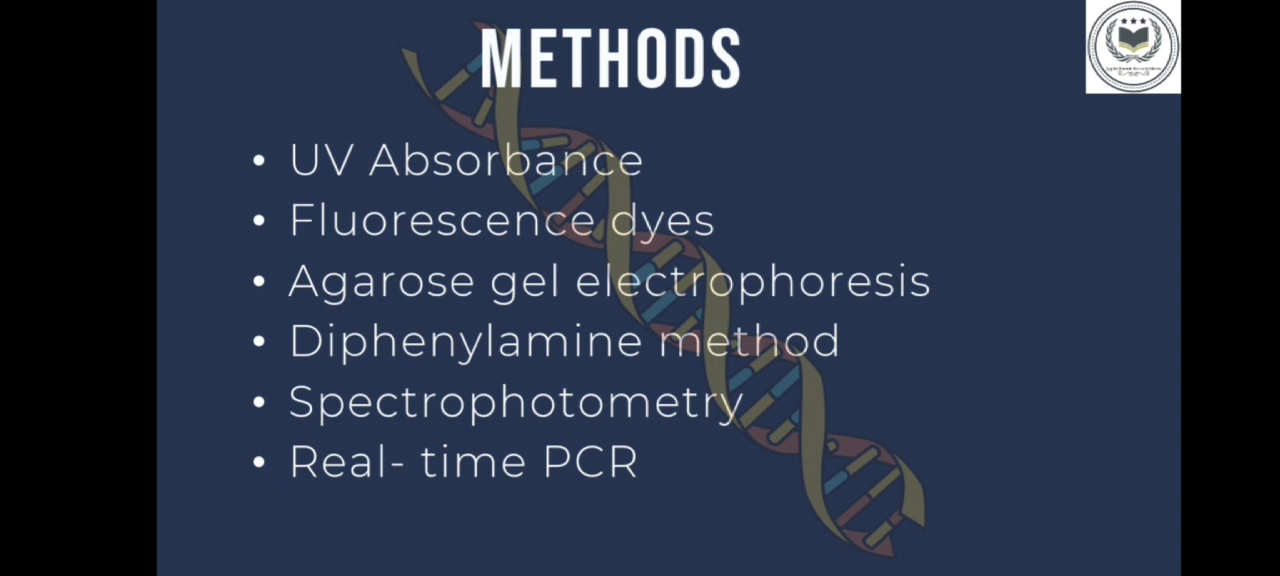 METHODS
• UV Absorbance
• Fluorescence dyes
• Agarose gel electrophoresis
• Diphenylamine method
• Spectrophotometry
• Real- time PCR